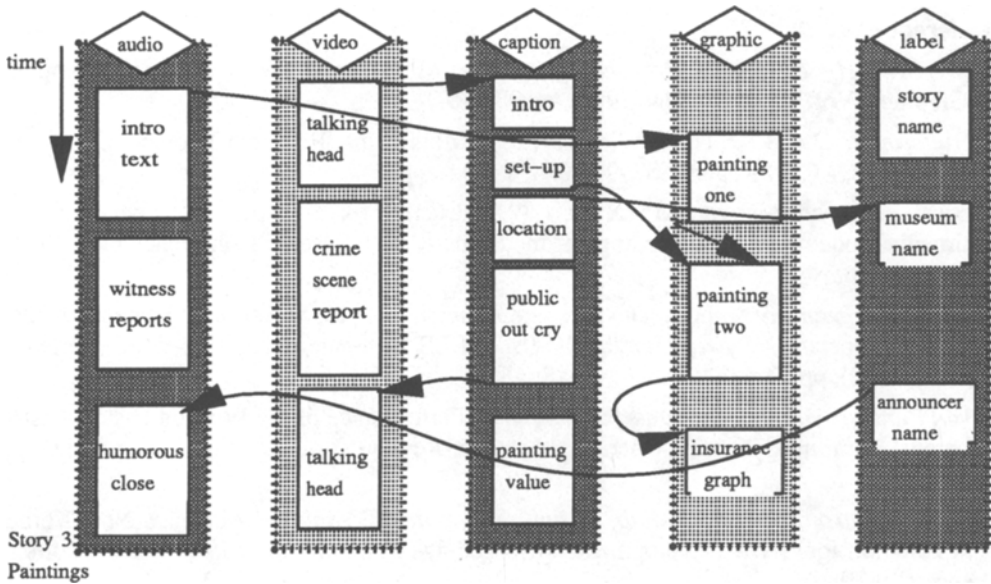 audio
video
caption
graphic
label
time
intro
text
witness
reports
humorous
close
talking
head
crime
scene
report
talking
head
intro
set-up
location
public
out cry
painting
value
painting
one
painting
two
insurance
graph
story
name
museum
name
announcer
name
Story 3.
Paintings